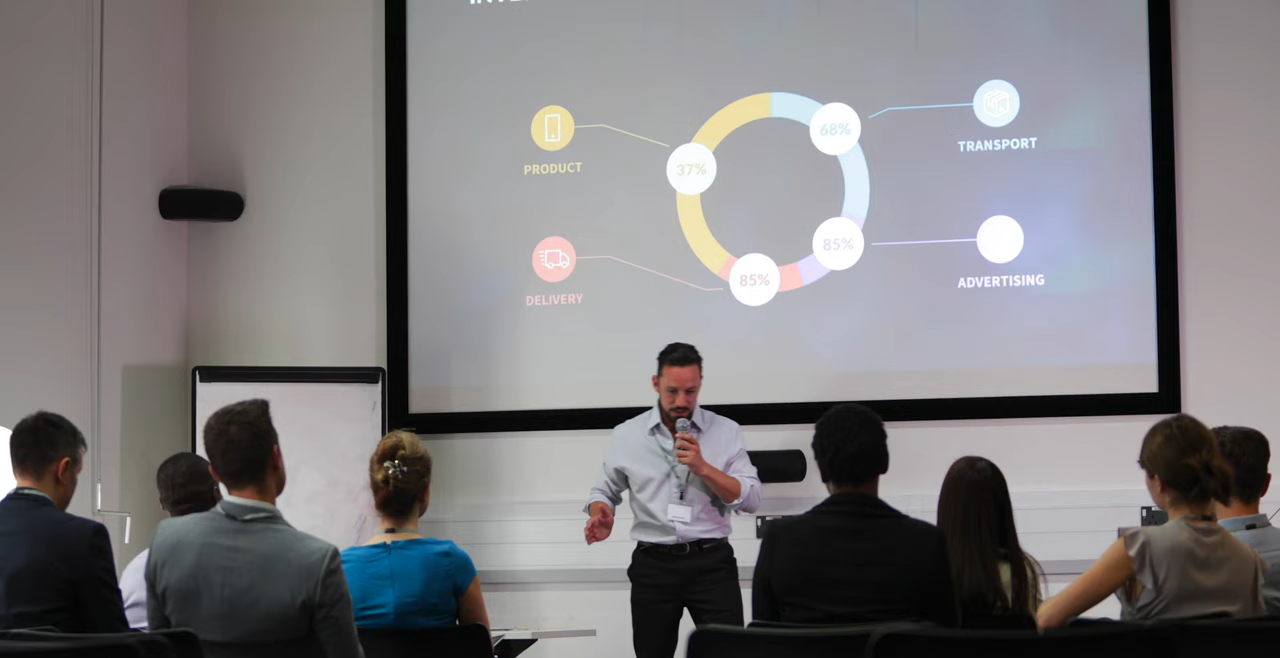 PRODUCT
37%
68%
TRANSPORT
DELIVERY
85%
85%
ADVERTISING